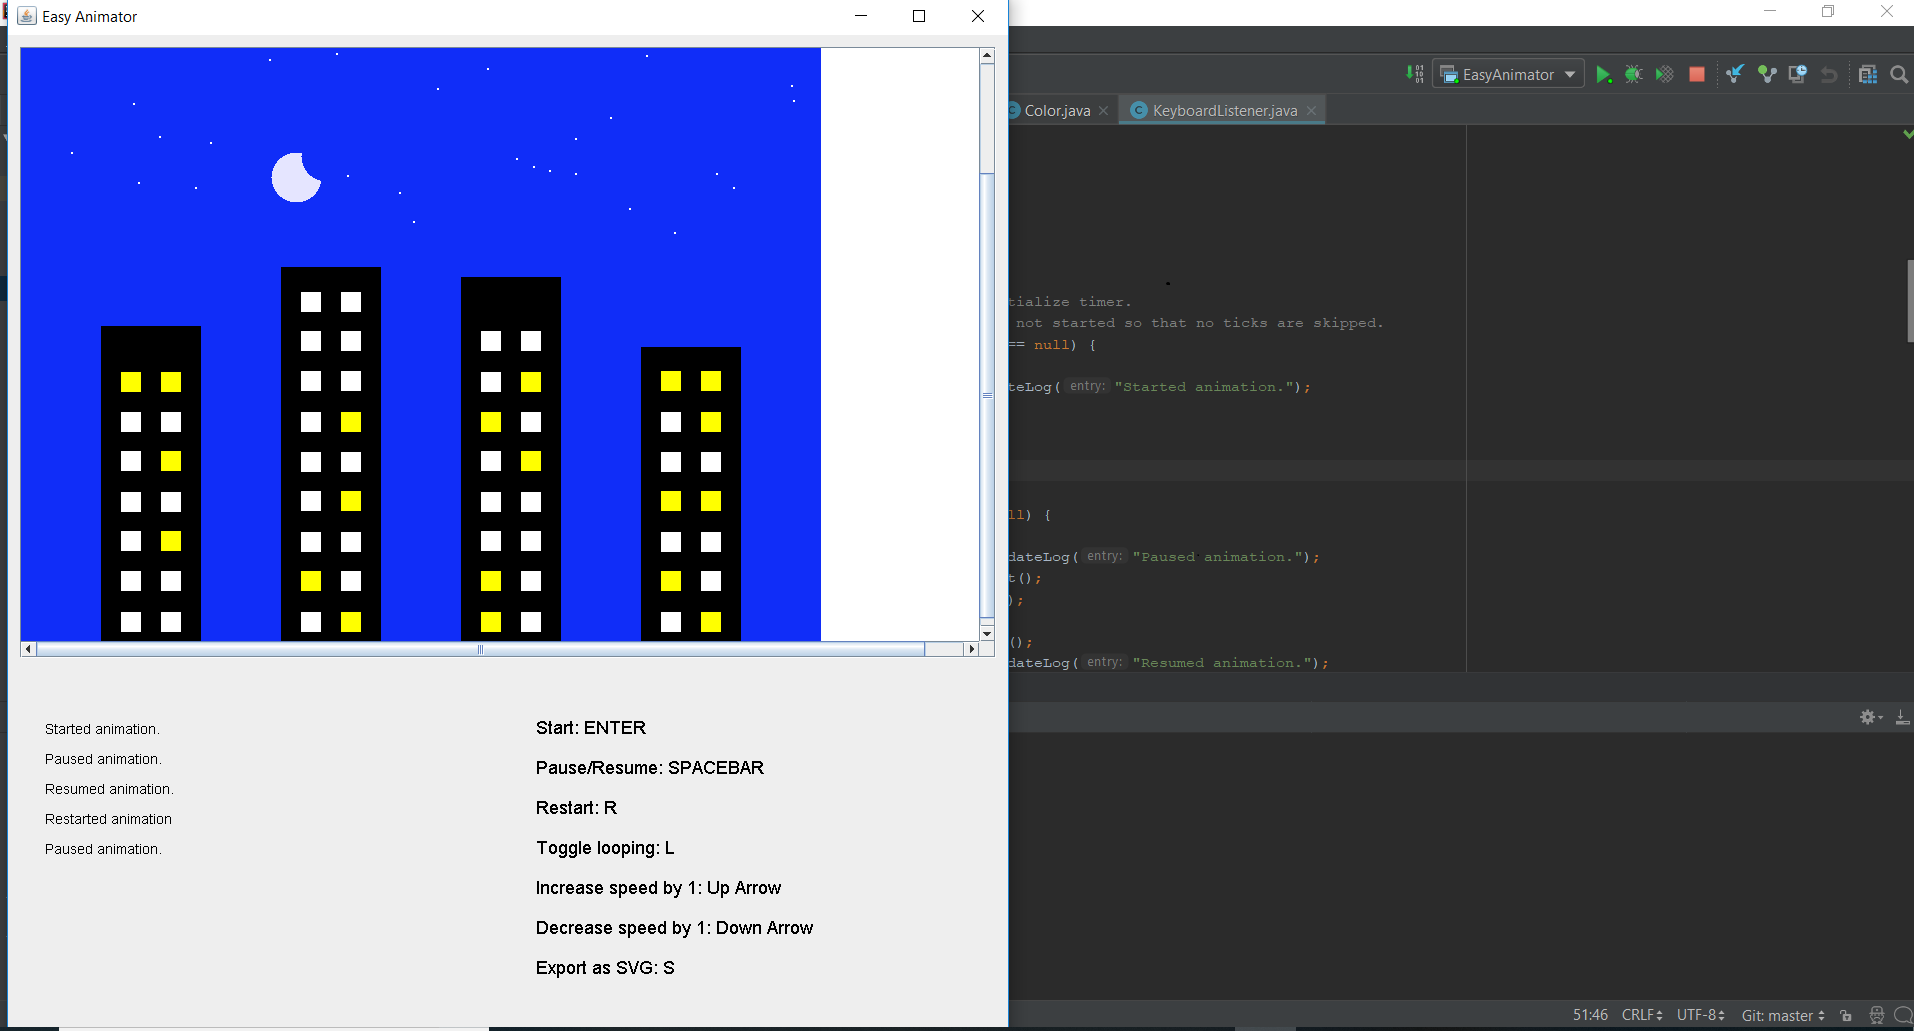 Easy Animator
EasyAnimator
Color.java
KeyboardListener.java
tialize timer.
not started so that no ticks are skipped.
== null) {
teLog( entry: "Started animation.");
ll) {
dateLog( entry: "Paused animation.");
t();
);
();
dateLog( entry: "Resumed animation.");
Started animation.
Paused animation.
Resumed animation.
Restarted animation
Paused animation.
Start: ENTER
Pause/Resume: SPACEBAR
Restart: R
Toggle looping: L
Increase speed by 1: Up Arrow
Decrease speed by 1: Down Arrow
Export as SVG: S
51:46 CRLF UTF-8 Git: master